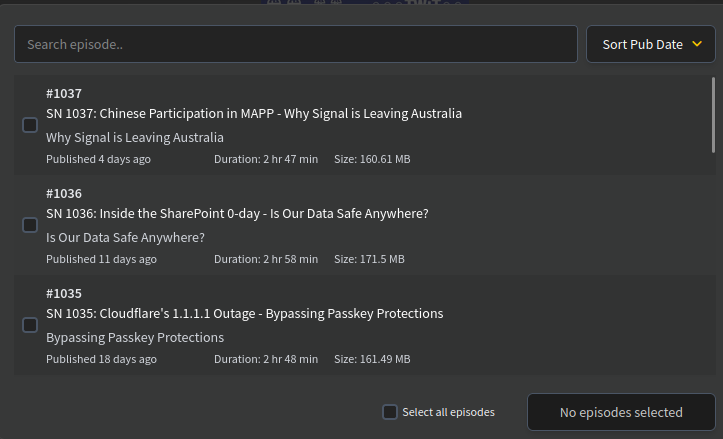 Search episode..
Sort Pub Date
#1037
SN 1037: Chinese Participation in MAPP - Why Signal is Leaving Australia
Why Signal is Leaving Australia
Published 4 days ago Duration: 2 hr 47 min Size: 160.61 MB
#1036
SN 1036: Inside the SharePoint 0-day - Is Our Data Safe Anywhere?
Is Our Data Safe Anywhere?
Published 11 days ago Duration: 2 hr 58 min Size: 171.5 MB
#1035
SN 1035: Cloudflare's 1.1.1.1 Outage - Bypassing Passkey Protections
Bypassing Passkey Protections
Published 18 days ago Duration: 2 hr 48 min Size: 161.49 MB
Select all episodes
No episodes selected